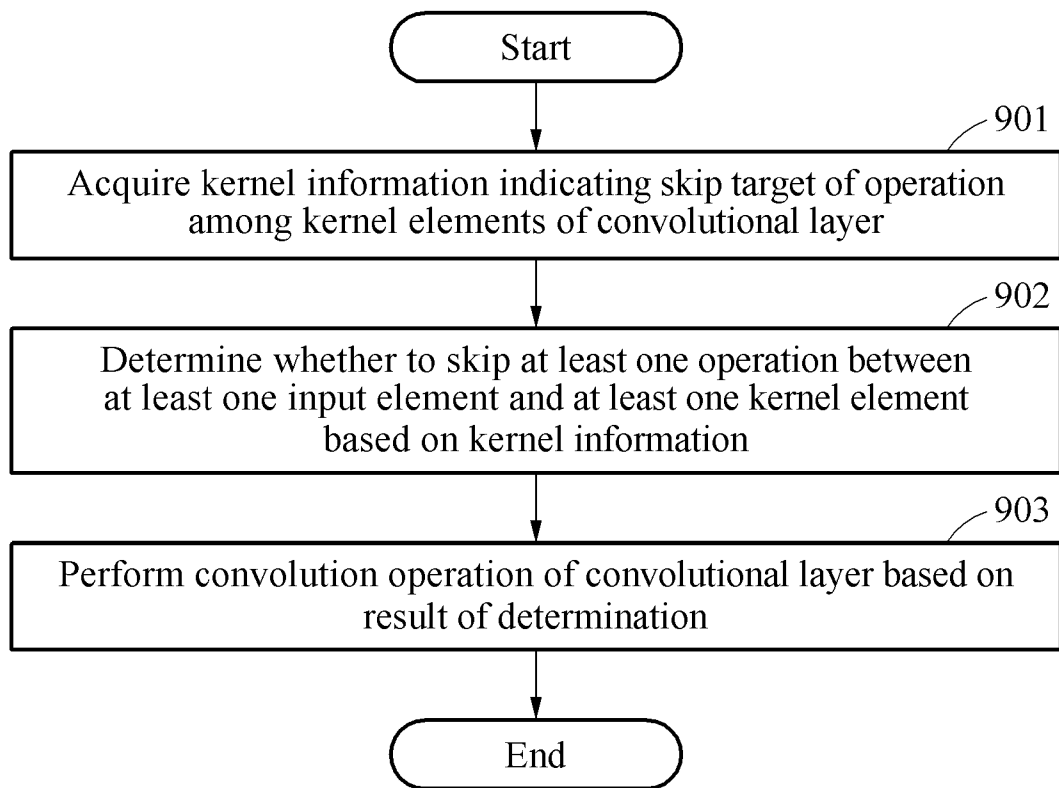 Start
901
Acquire kernel information indicating skip target of operation
among kernel elements of convolutional layer
902
Determine whether to skip at least one operation between
at least one input element and at least one kernel element
based on kernel information
903
Perform convolution operation of convolutional layer based on
result of determination
End